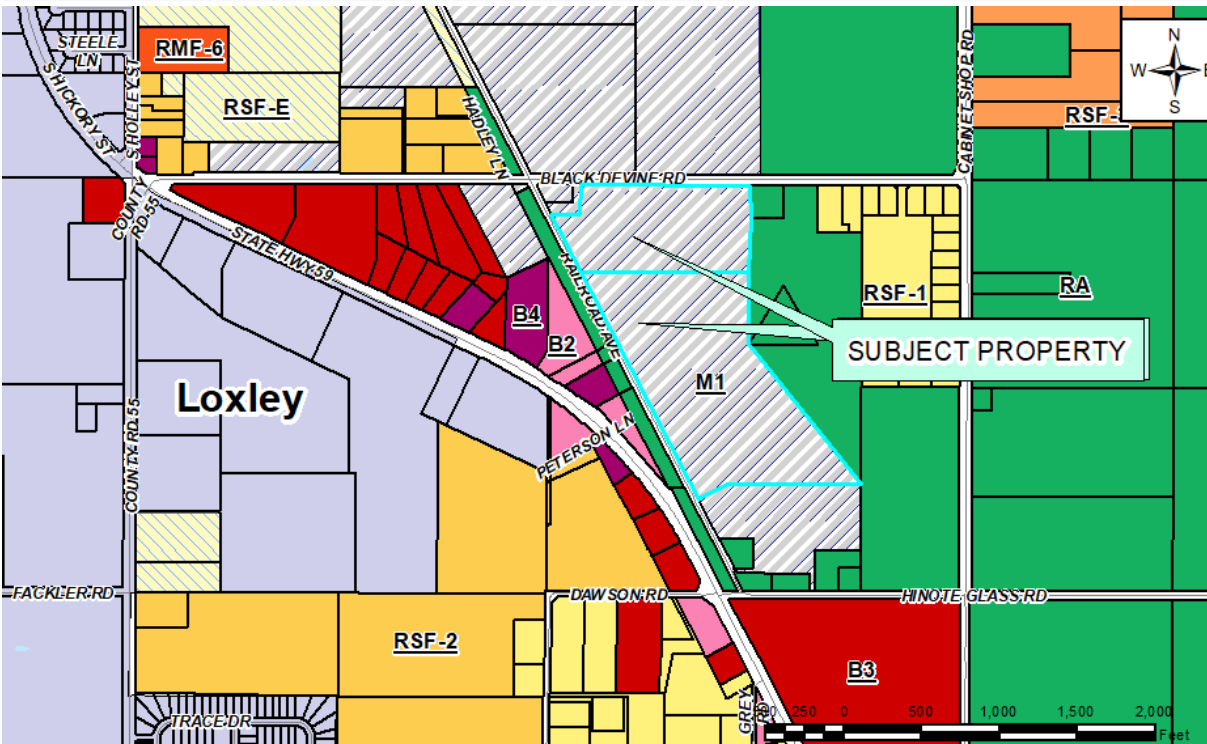 STEELE LN
RMF-6
S HICKORY ST
S HOLLEY ST
RSF-E
HADLEY LN
CABINET SHOP RD
N
W E
S
BLACK DEVINE RD
COUNTY RD 55
STATE HWY 59
RAILROAD AVE
RSF-1
RA
B4
B2
SUBJECT PROPERTY
M1
Loxley
COUNTY RD 55
PETERSON LN
FACKLER RD
DAWSON RD
HINOTE GLASS RD
RSF-2
B3
TRACE DR
GREY RD
250 0 500 1,000 1,500 2,000
Feet